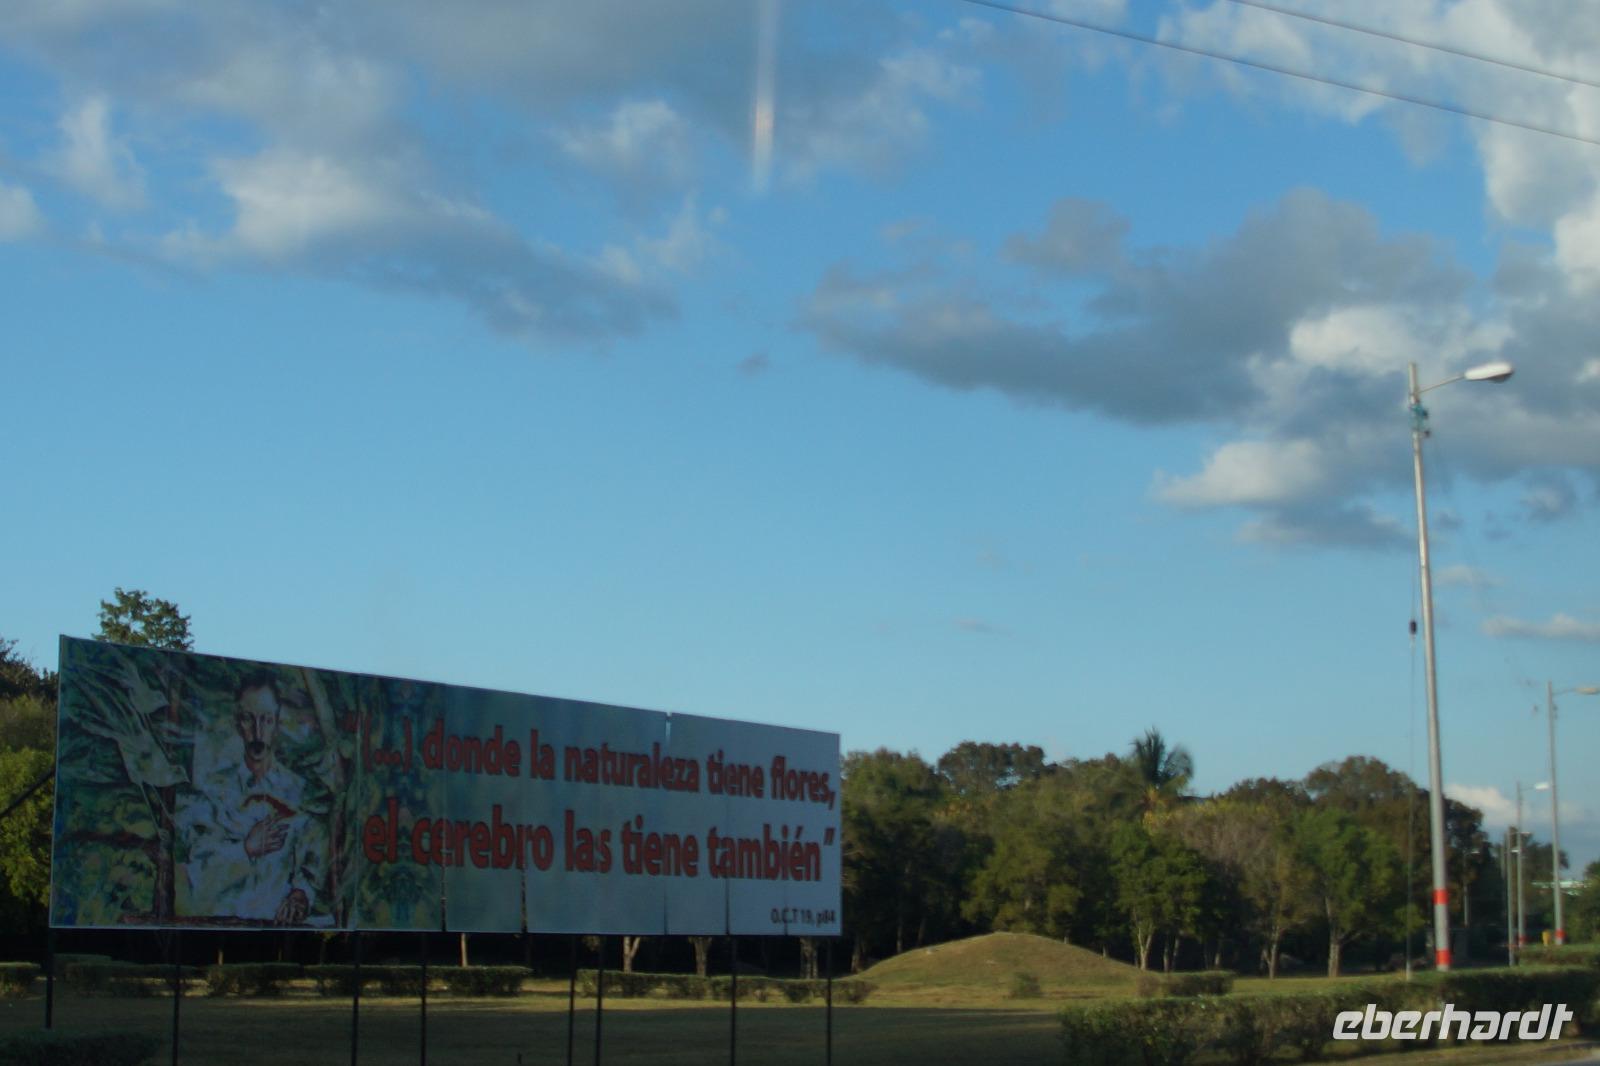 "(...) donde la naturaleza tiene flores,
el cerebro las tiene también"
O.C.T 19, p84
eberhardt